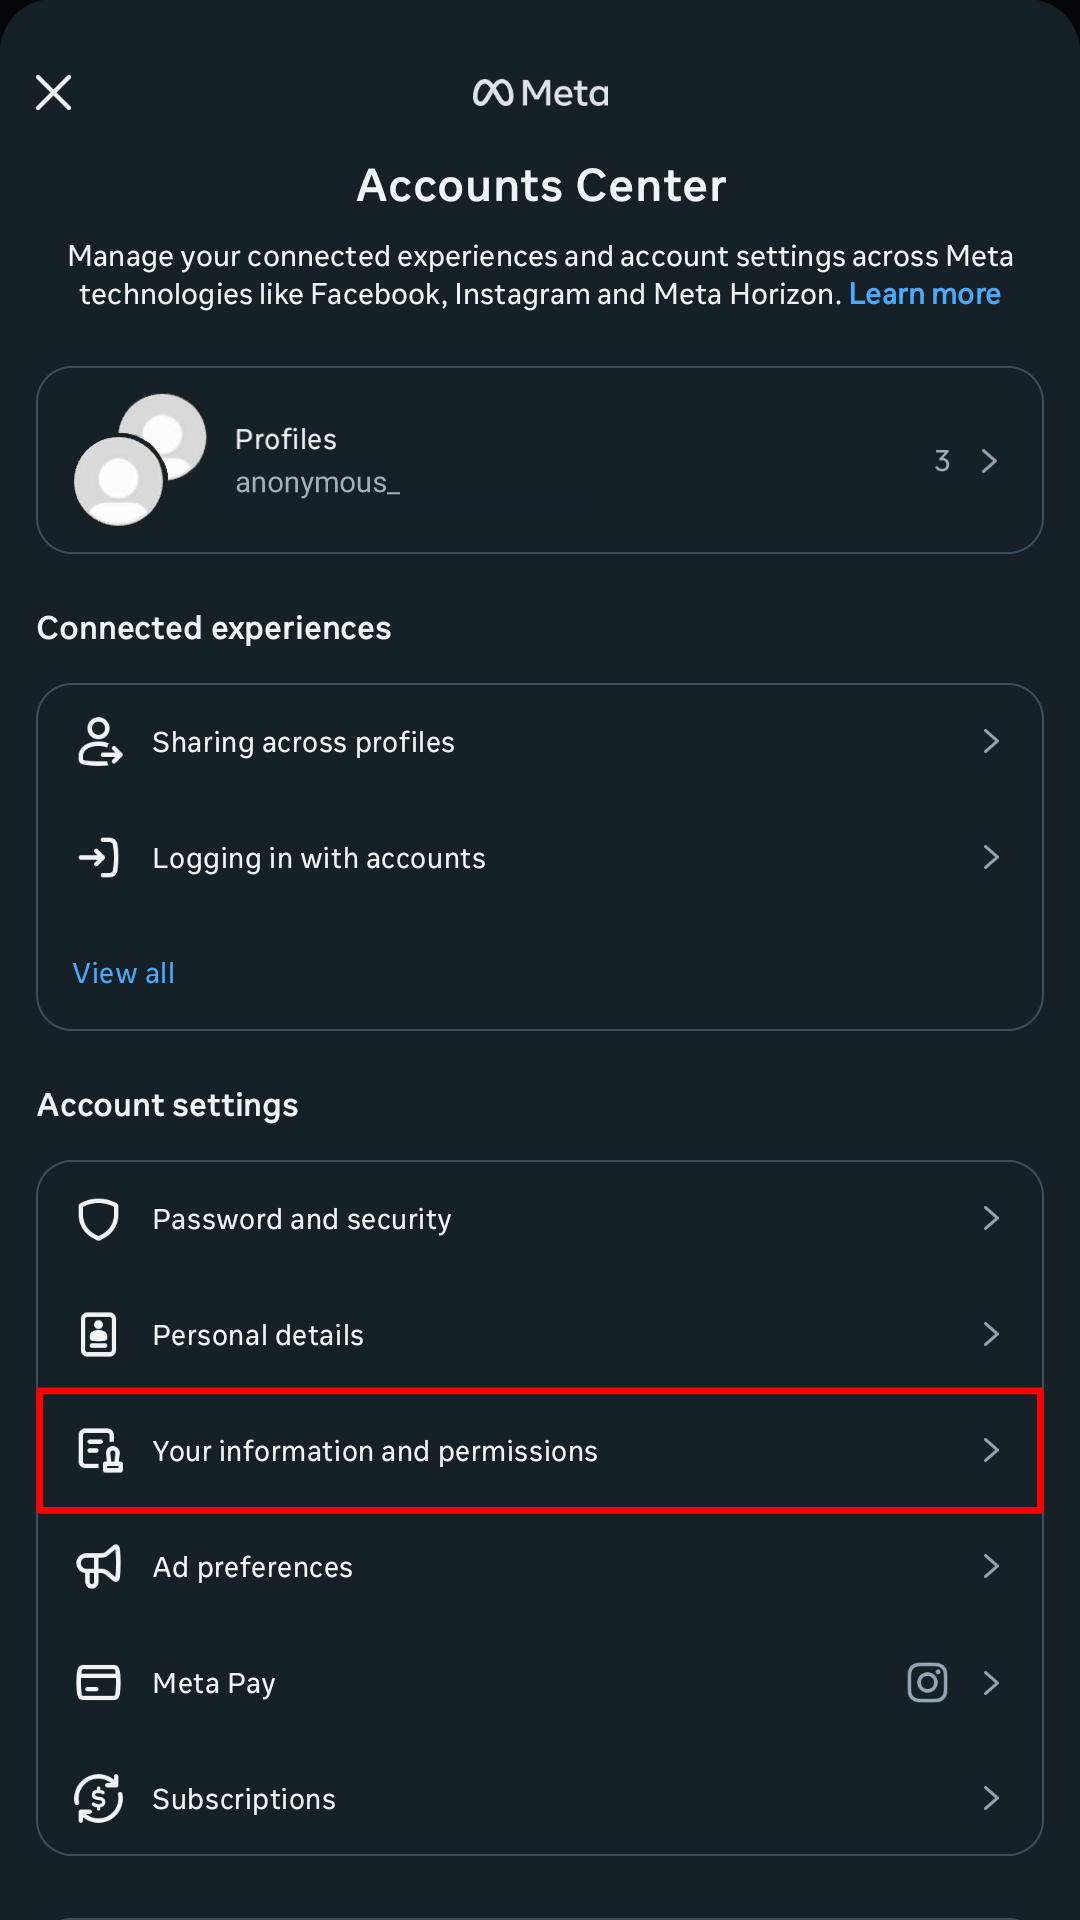 Meta
Accounts Center
Manage your connected experiences and account settings across Meta
technologies like Facebook, Instagram and Meta Horizon. Learn more
Profiles
anonymous_
3
Connected experiences
Sharing across profiles
Logging in with accounts
View all
Account settings
Password and security
Personal details
Your information and permissions
Ad preferences
Meta Pay
Subscriptions